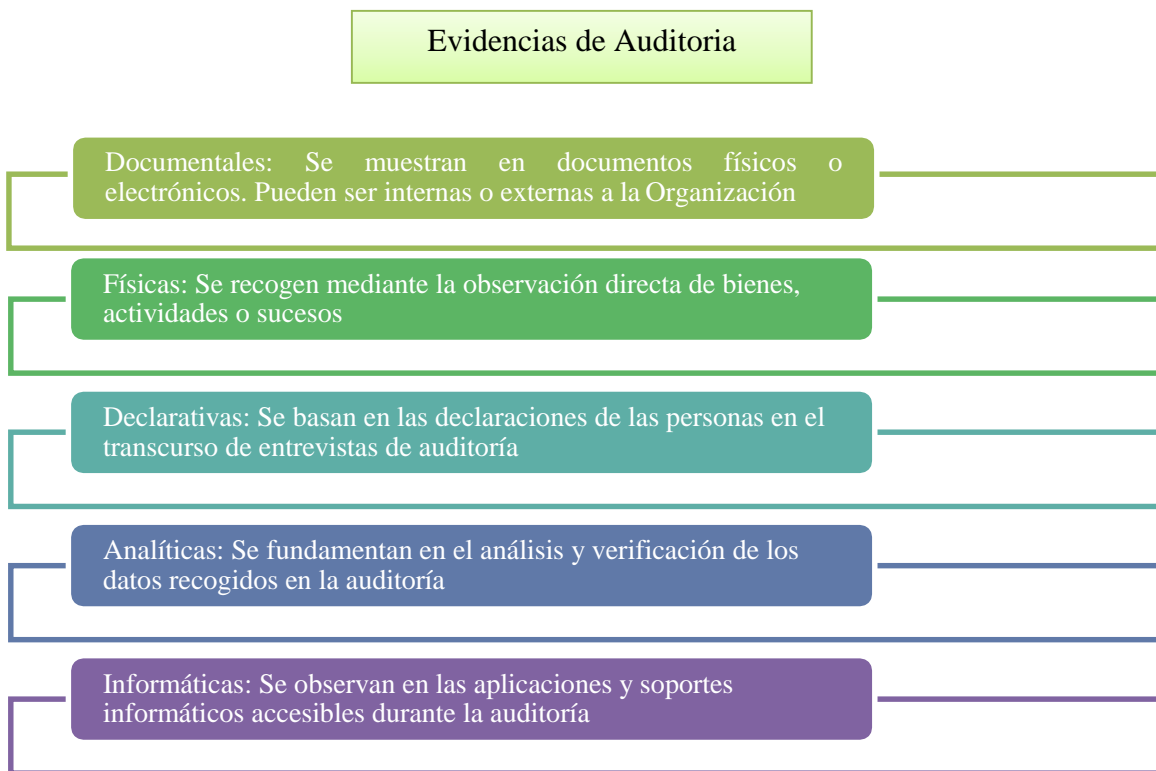 Evidencias de Auditoria
Documentales: Se muestran en documentos físicos o
electrónicos. Pueden ser internas o externas a la Organización
Físicas: Se recogen mediante la observación directa de bienes,
actividades o sucesos
Declarativas: Se basan en las declaraciones de las personas en el
transcurso de entrevistas de auditoría
Analíticas: Se fundamentan en el análisis y verificación de los
datos recogidos en la auditoría
Informáticas: Se observan en las aplicaciones y soportes
informáticos accesibles durante la auditoría